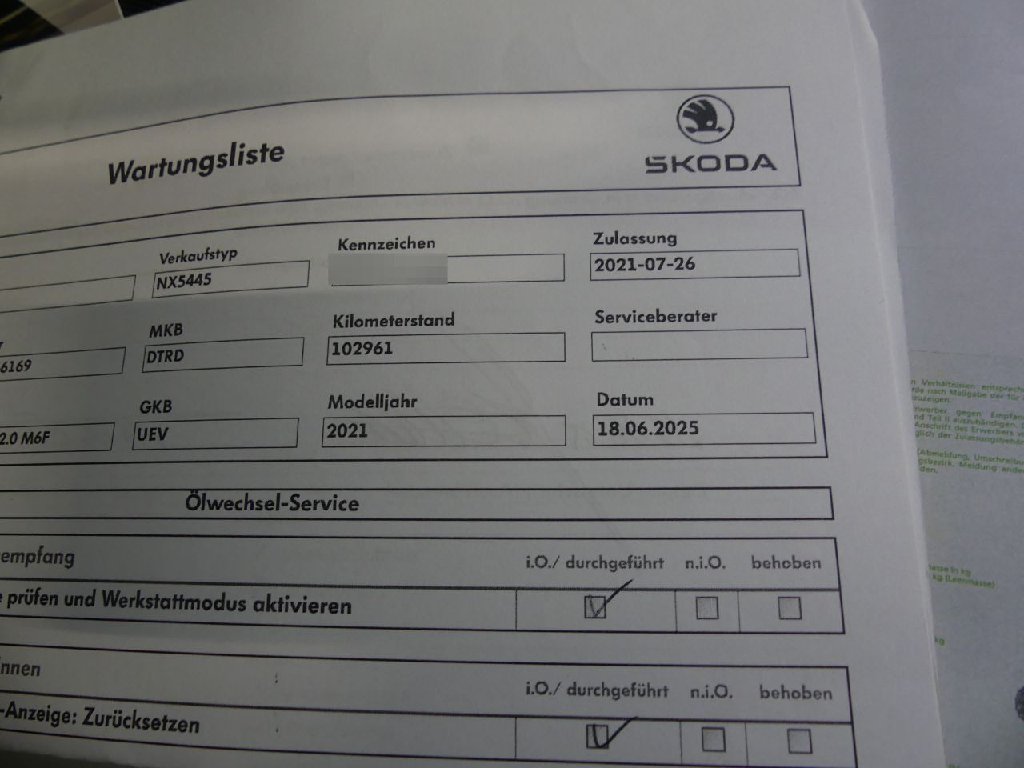 Wartungsliste
SKODA
Verkaufstyp Kennzeichen Zulassung
NX5445 2021-07-26
MKB Kilometerstand Serviceberater
6169 DTRD 102961
GKB Modelljahr Datum
2.0 M6F UEV 2021 18.06.2025
Ölwechsel-Service
empfang i.O./ durchgeführt n.i.O. behoben
prüfen und Werkstattmodus aktivieren
nnen i.O./ durchgeführt n.i.O. behoben
-Anzeige: Zurücksetzen